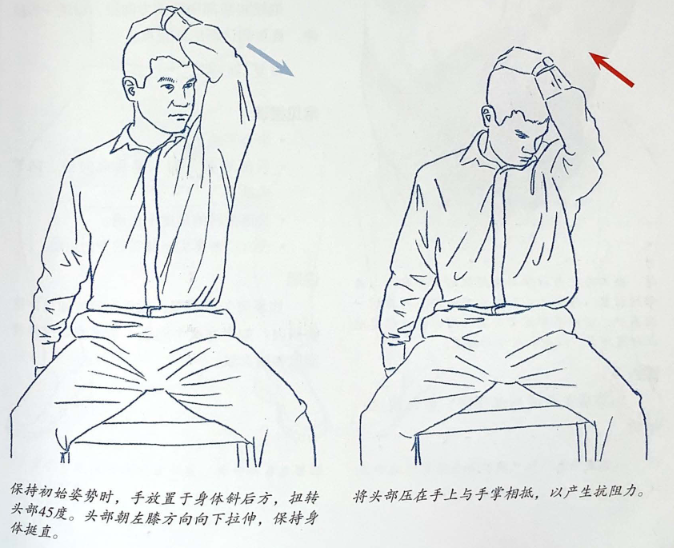 保持初始姿势时，手放置于身体斜后方，扭转
头部45度。头部朝左膝方向向下拉伸，保持身
体挺直。
将头部压在手上与手掌相抵，以产生抗阻力。